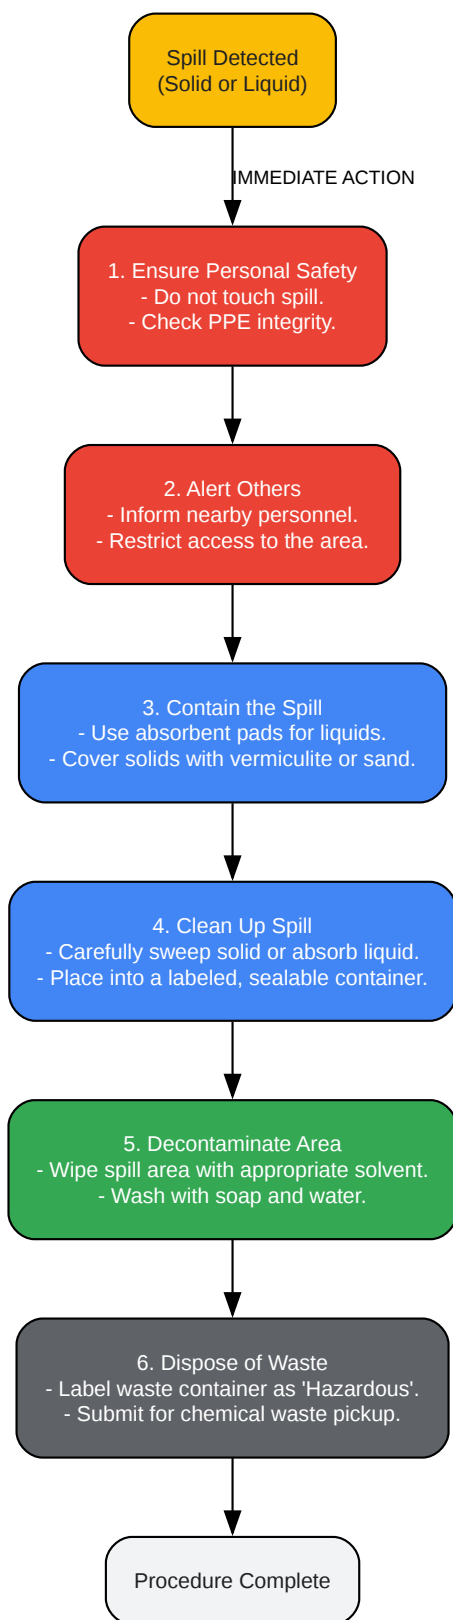 Spill Detected
(Solid or Liquid)
IMMEDIATE ACTION
1. Ensure Personal Safety
- Do not touch spill.
- Check PPE integrity.
2. Alert Others
- Inform nearby personnel.
- Restrict access to the area.
3. Contain the Spill
- Use absorbent pads for liquids.
- Cover solids with vermiculite or sand.
4. Clean Up Spill
- Carefully sweep solid or absorb liquid.
- Place into a labeled, sealable container.
5. Decontaminate Area
- Wipe spill area with appropriate solvent.
- Wash with soap and water.
6. Dispose of Waste
- Label waste container as 'Hazardous'.
- Submit for chemical waste pickup.
Procedure Complete